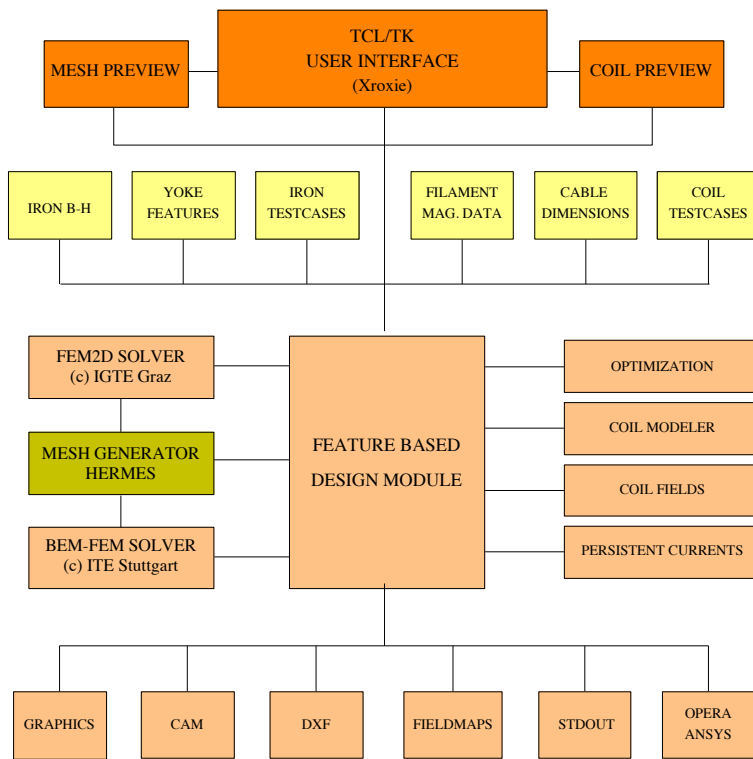 TCL/TK
USER INTERFACE
(Xroxie)
MESH PREVIEW
COIL PREVIEW
IRON B-H
YOKE
FEATURES
IRON
TESTCASES
FILAMENT
MAG. DATA
CABLE
DIMENSIONS
COIL
TESTCASES
FEM2D SOLVER
(c) IGTE Graz
MESH GENERATOR
HERMES
BEM-FEM SOLVER
(c) ITE Stuttgart
FEATURE BASED
DESIGN MODULE
OPTIMIZATION
COIL MODELER
COIL FIELDS
PERSISTENT CURRENTS
GRAPHICS
CAM
DXF
FIELDMAPS
STDOUT
OPERA
ANSYS